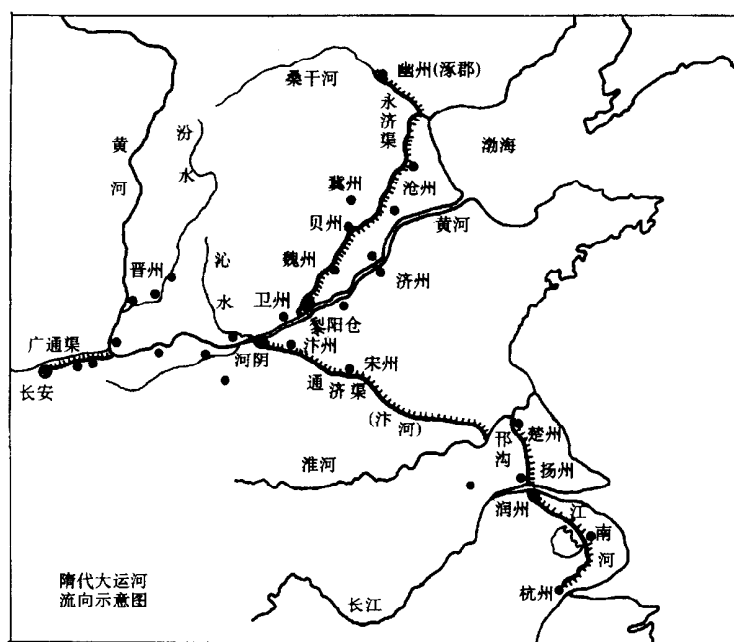 幽州(涿郡)
桑干河
永济渠
渤海
汾水
黄河
冀州
沧州
贝州
黄河
晋州
沁水
魏州
济州
卫州
黎阳仓
广通渠
河阴
汴州
宋州
长安
通济渠
(汴河)
邗沟
楚州
淮河
扬州
润州
江南河
杭州
长江
隋代大运河
流向示意图